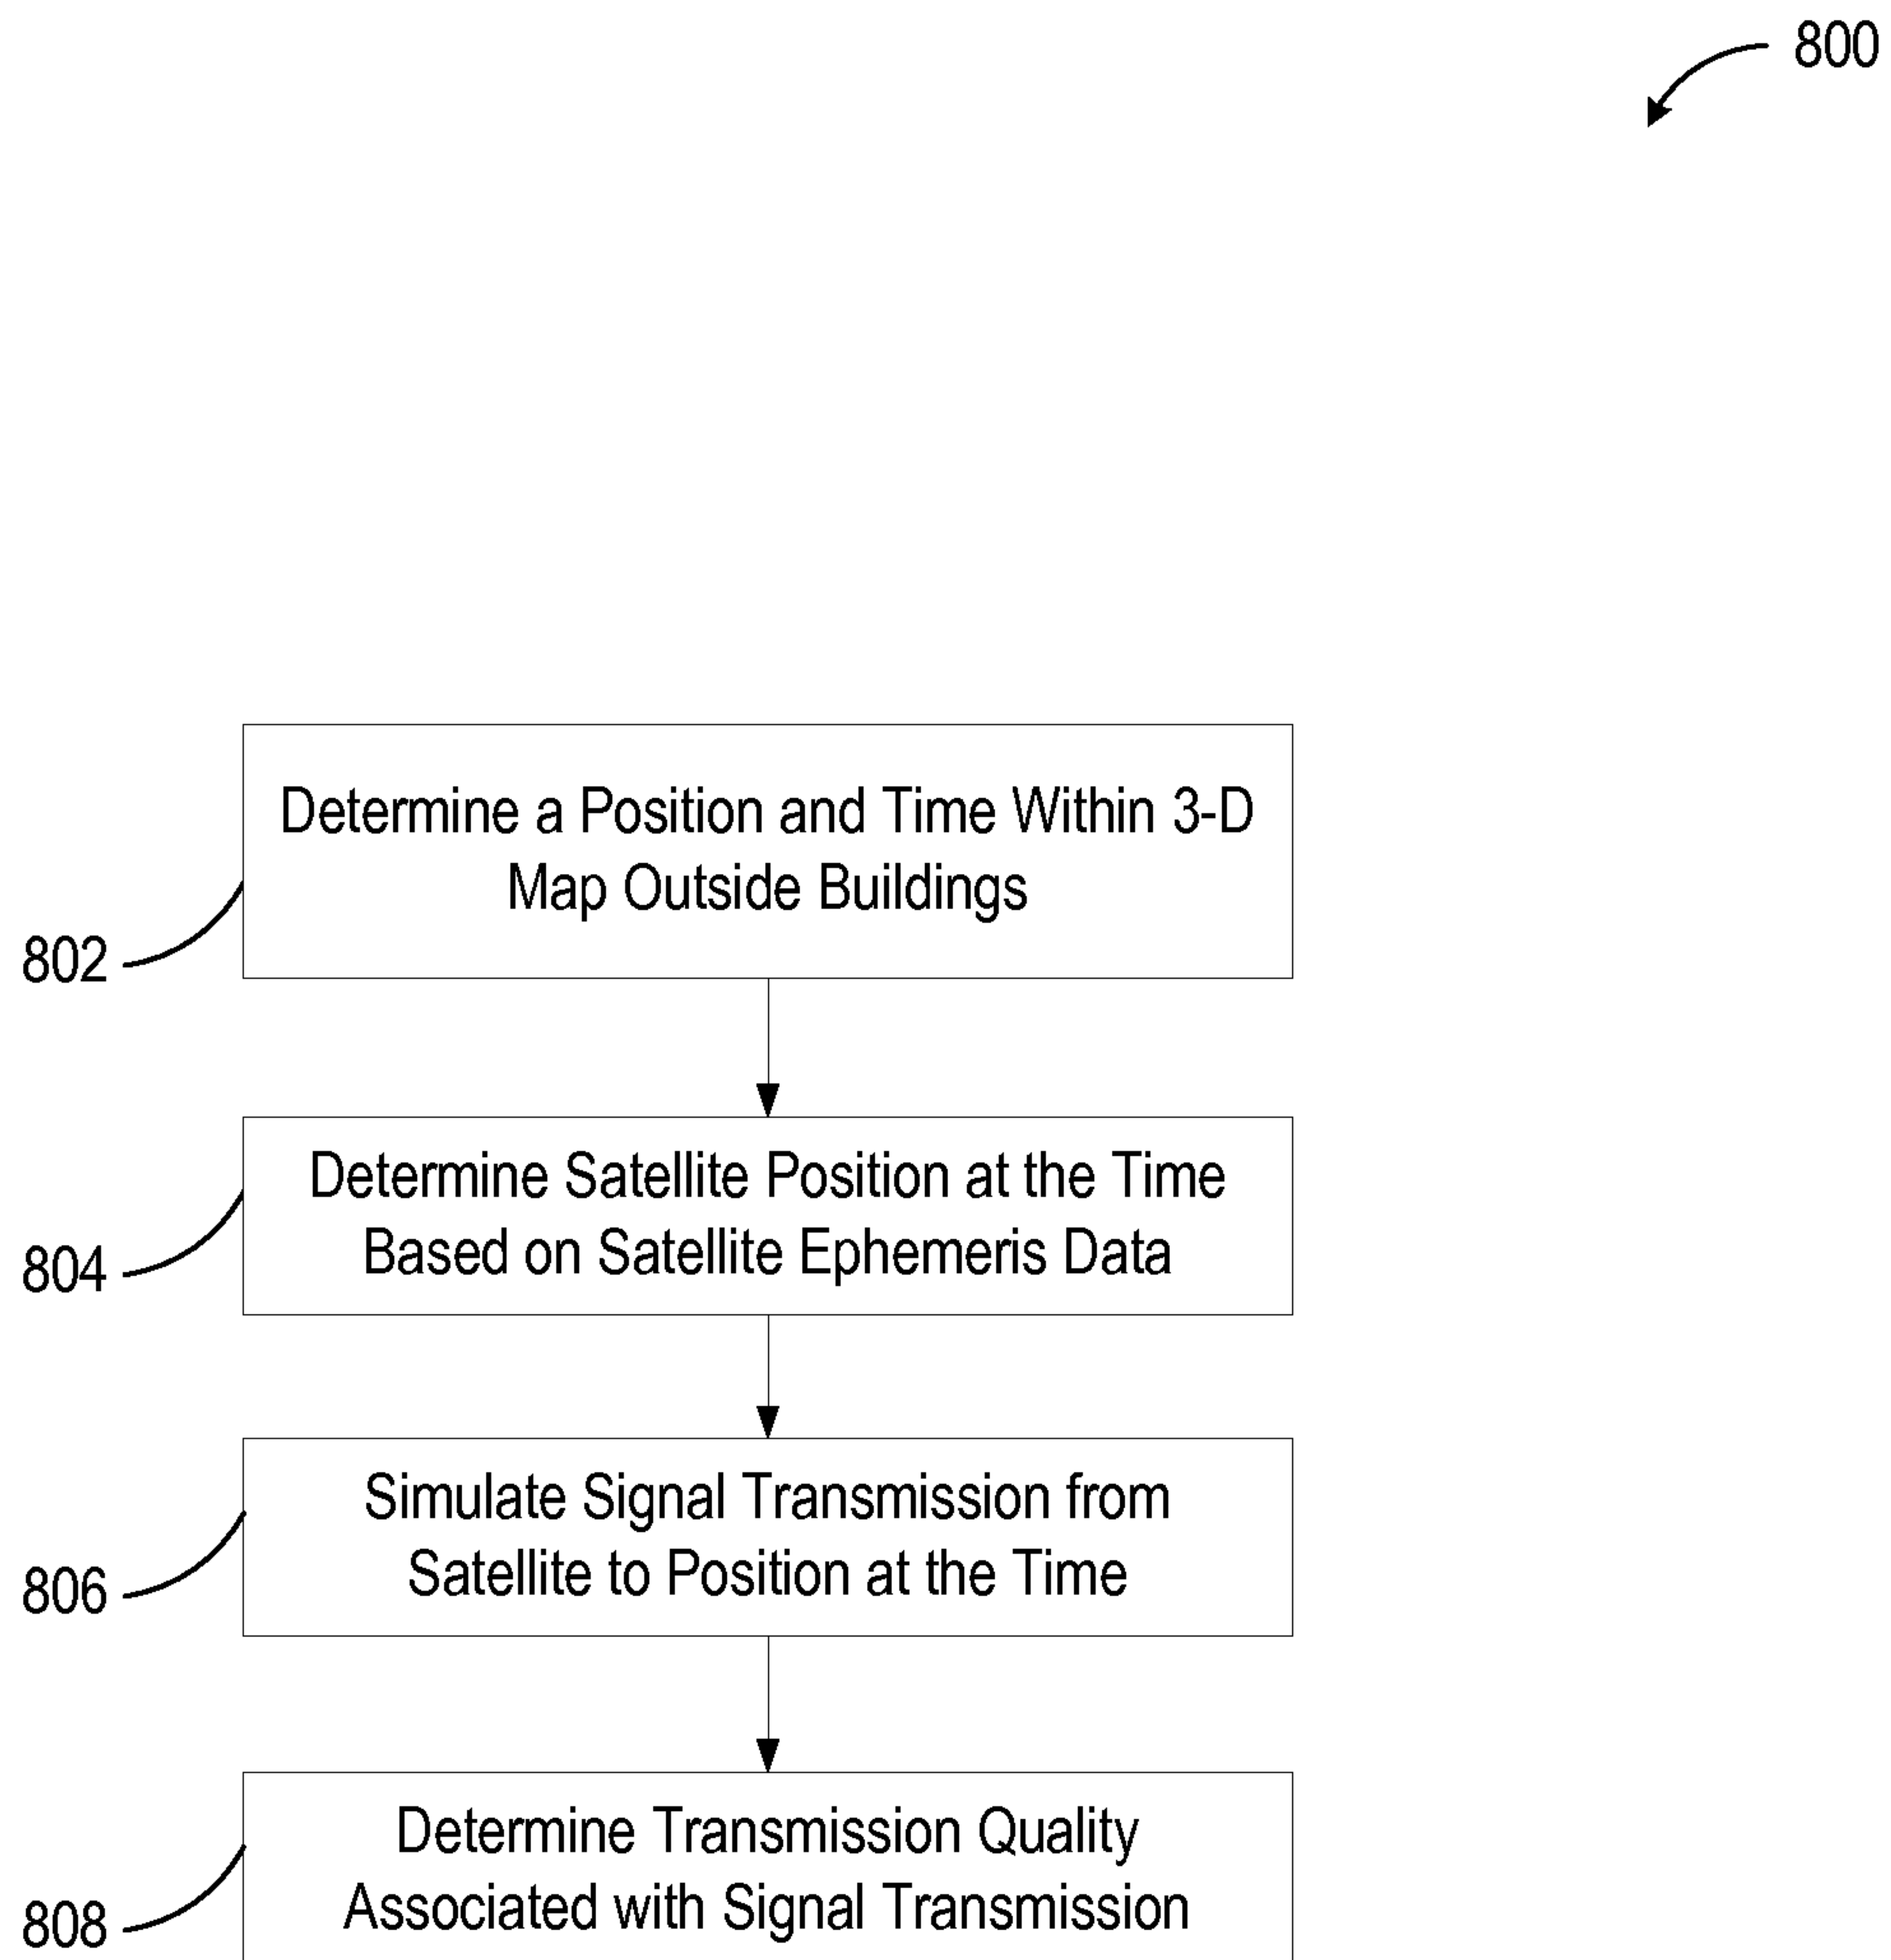 800
Determine a Position and Time Within 3-D
Map Outside Buildings
802
Determine Satellite Position at the Time
Based on Satellite Ephemeris Data
804
Simulate Signal Transmission from
Satellite to Position at the Time
806
Determine Transmission Quality
Associated with Signal Transmission
808